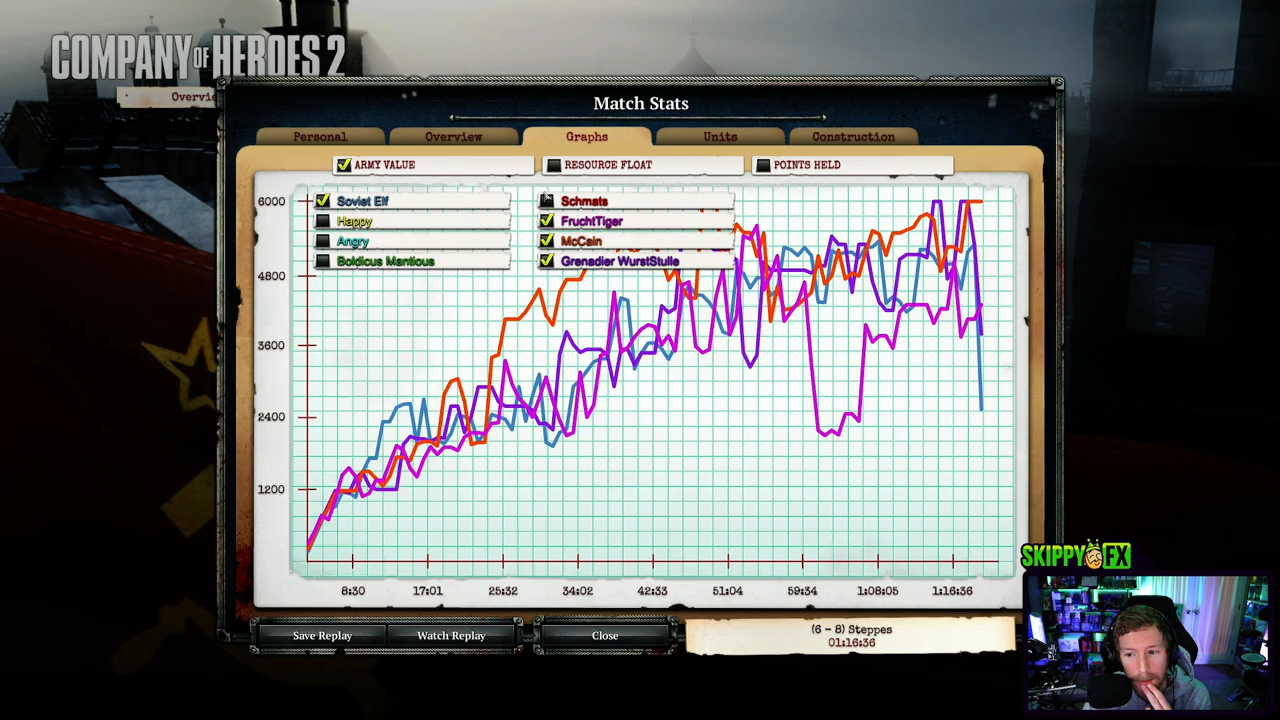 COMPANY OF HEROES 2
Overvie
Match Stats
Personal
Overview
Graphs
Units
Construction
ARMY VALUE
RESOURCE FLOAT
POINTS HELD
Soviet Elf
Schmats
Happy
FruchtTiger
Angry
McCain
Boldicus Mantious
Grenadier WurstStulle
6000
4800
3600
2400
1200
8:30
17:01
25:32
34:02
42:33
51:04
59:34
1:08:05
1:16:36
Save Replay
Watch Replay
Close
(6 - 8) Steppes
01:16:36
SKIPPY FX